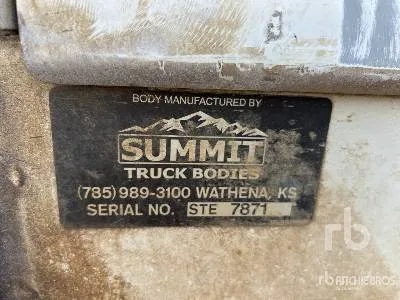 BODY MANUFACTURED BY
SUMMIT
TRUCK BODIES
(785) 989-3100 WATHENA, KS
SERIAL NO. STE 7871
rb
RITCHIE BROS